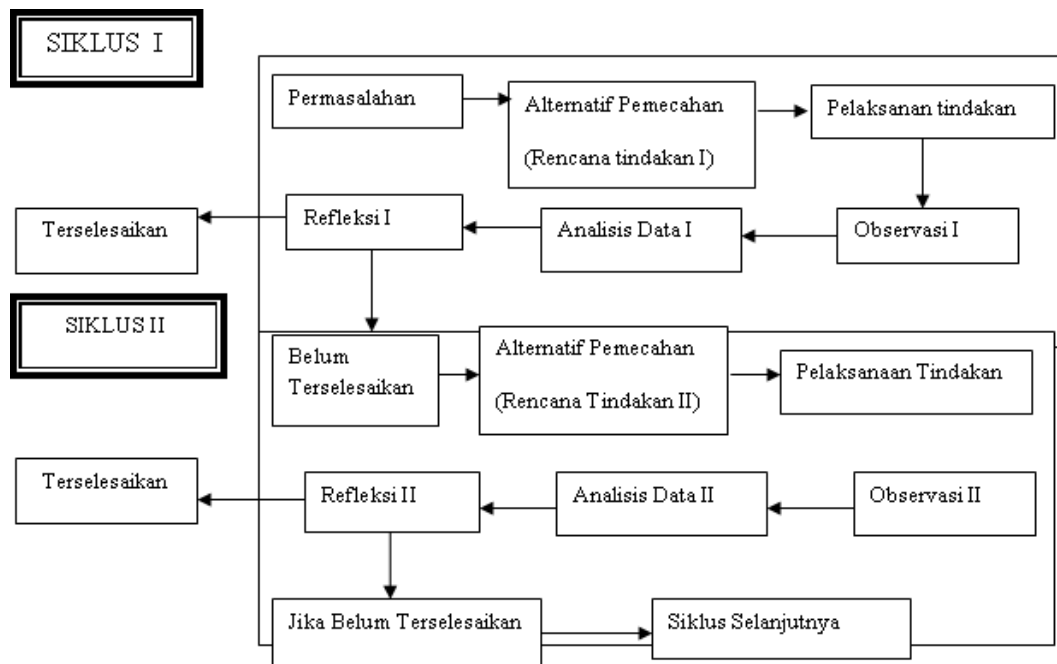 SIKLUS I
Permasalahan
Alternatif Pemecahan
(Rencana tindakan I)
Pelaksanan tindakan
Terselesaikan
Refleksi I
Analisis Data I
Observasi I
SIKLUS II
Belum
Terselesaikan
Alternatif Pemecahan
(Rencana Tindakan II)
Pelaksanaan Tindakan
Terselesaikan
Refleksi II
Analisis Data II
Observasi II
Jika Belum Terselesaikan
Siklus Selanjutnya